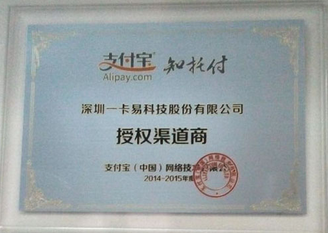 支付宝 知托付
Alipay.com
深圳一卡易科技股份有限公司
授权渠道商
支付宝（中国）网络技术有限公司
2014-2015年度